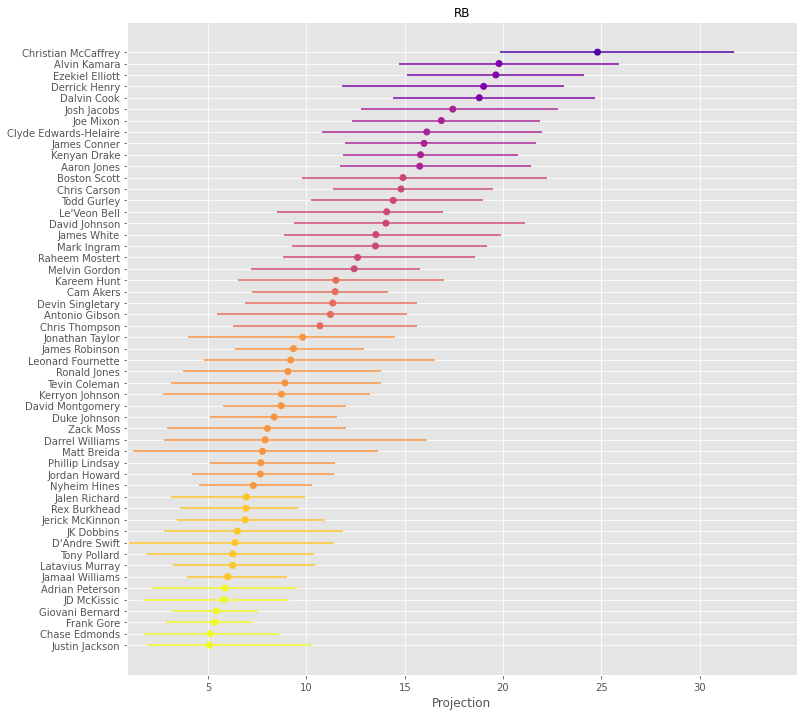 RB
Christian McCaffrey
Alvin Kamara
Ezekiel Elliott
Derrick Henry
Dalvin Cook
Josh Jacobs
Joe Mixon
Clyde Edwards-Helaire
James Conner
Kenyan Drake
Aaron Jones
Boston Scott
Chris Carson
Todd Gurley
Le'Veon Bell
David Johnson
James White
Mark Ingram
Raheem Mostert
Melvin Gordon
Kareem Hunt
Cam Akers
Devin Singletary
Antonio Gibson
Chris Thompson
Jonathan Taylor
James Robinson
Leonard Fournette
Ronald Jones
Tevin Coleman
Kerryon Johnson
David Montgomery
Duke Johnson
Zack Moss
Darrel Williams
Matt Breida
Phillip Lindsay
Jordan Howard
Nyheim Hines
Jalen Richard
Rex Burkhead
Jerick McKinnon
JK Dobbins
D'Andre Swift
Tony Pollard
Latavius Murray
Jamaal Williams
Adrian Peterson
JD McKissic
Giovani Bernard
Frank Gore
Chase Edmonds
Justin Jackson
5 10 15 20 25 30
Projection